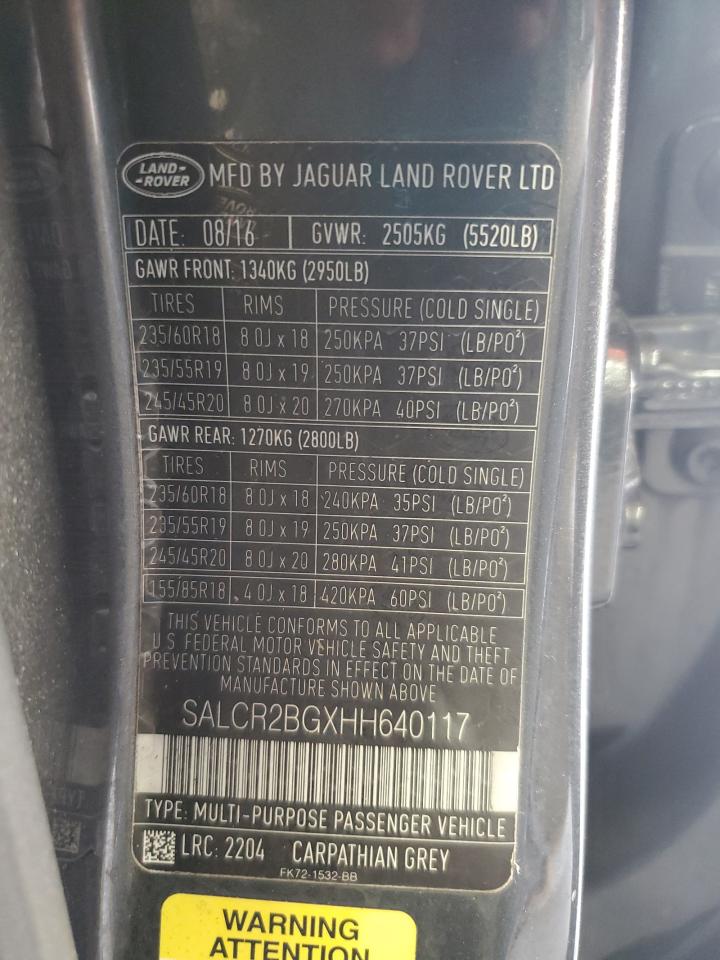 LAND-
-ROVER
MFD BY JAGUAR LAND ROVER LTD
DATE: 08/16 GVWR: 2505KG (5520LB)
GAWR FRONT: 1340KG (2950LB)
TIRES RIMS PRESSURE (COLD SINGLE)
235/60R18 8 0J x 18 250KPA 37PSI (LB/PO²)
235/55R19 8 0J x 19 250KPA 37PSI (LB/PO²)
245/45R20 8 0J x 20 270KPA 40PSI (LB/PO²)
GAWR REAR: 1270KG (2800LB)
TIRES RIMS PRESSURE (COLD SINGLE)
235/60R18 8 0J x 18 240KPA 35PSI (LB/PO²)
235/55R19 8 0J x 19 250KPA 37PSI (LB/PO²)
245/45R20 8 0J x 20 280KPA 41PSI (LB/PO²)
155/85R18 4 0J x 18 420KPA 60PSI (LB/PO²)
THIS VEHICLE CONFORMS TO ALL APPLICABLE
U.S. FEDERAL MOTOR VEHICLE SAFETY AND THEFT
PREVENTION STANDARDS IN EFFECT ON THE DATE OF
MANUFACTURE SHOWN ABOVE
SALCR2BGXHH640117
TYPE: MULTI-PURPOSE PASSENGER VEHICLE
LRC: 2204 CARPATHIAN GREY
FK72-1532-BB
WARNING
ATTENTION